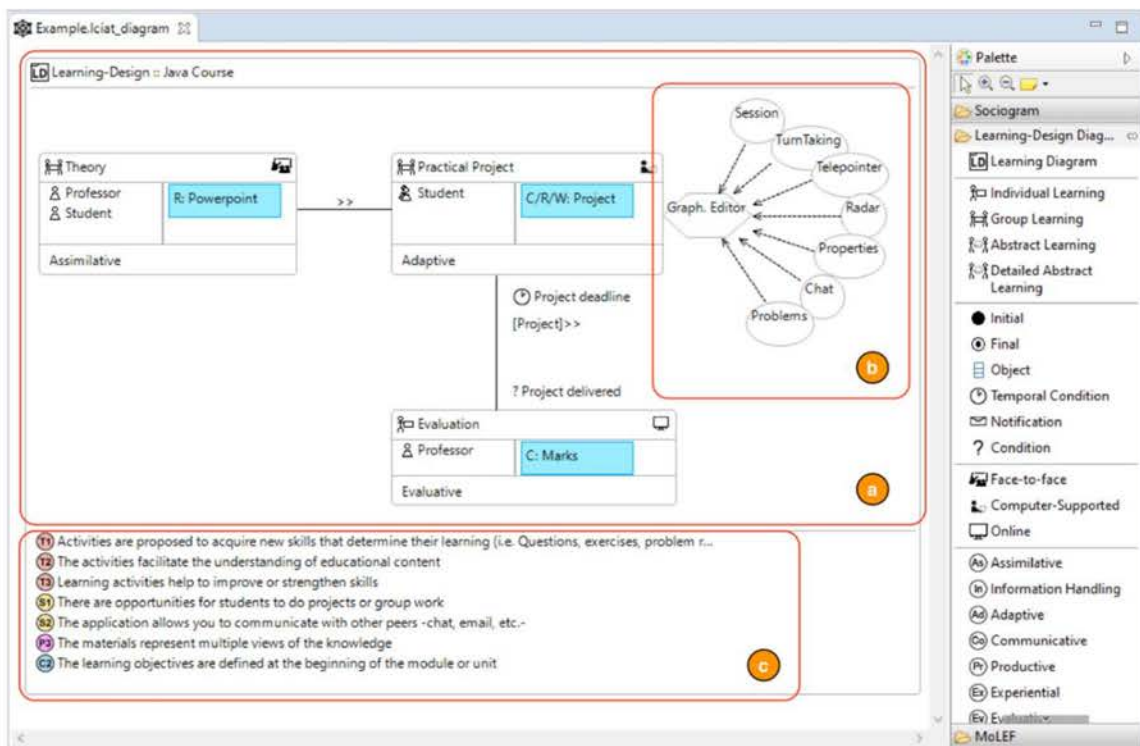 Example.lciat_diagram
LD Learning-Design :: Java Course
Theory
Professor
Student
R: Powerpoint
Assimilative
>>
Practical Project
Student
C/R/W: Project
Adaptive
Session
TurnTaking
Telepointer
Graph. Editor
Radar
Properties
Chat
Problems
b
Project deadline
[Project]>>
? Project delivered
Evaluation
Professor
C: Marks
Evaluative
a
T1 Activities are proposed to acquire new skills that determine their learning (i.e. Questions, exercises, problem r...
T2 The activities facilitate the understanding of educational content
T3 Learning activities help to improve or strengthen skills
S1 There are opportunities for students to do projects or group work
S2 The application allows you to communicate with other peers -chat, email, etc.-
P3 The materials represent multiple views of the knowledge
C2 The learning objectives are defined at the beginning of the module or unit
c
Palette
Sociogram
Learning-Design Diag...
LD Learning Diagram
Individual Learning
Group Learning
Abstract Learning
Detailed Abstract
Learning
Initial
Final
Object
Temporal Condition
Notification
? Condition
Face-to-face
Computer-Supported
Online
As Assimilative
In Information Handling
Ad Adaptive
Co Communicative
Pr Productive
Ex Experiential
Ev Evaluative
MoLEF